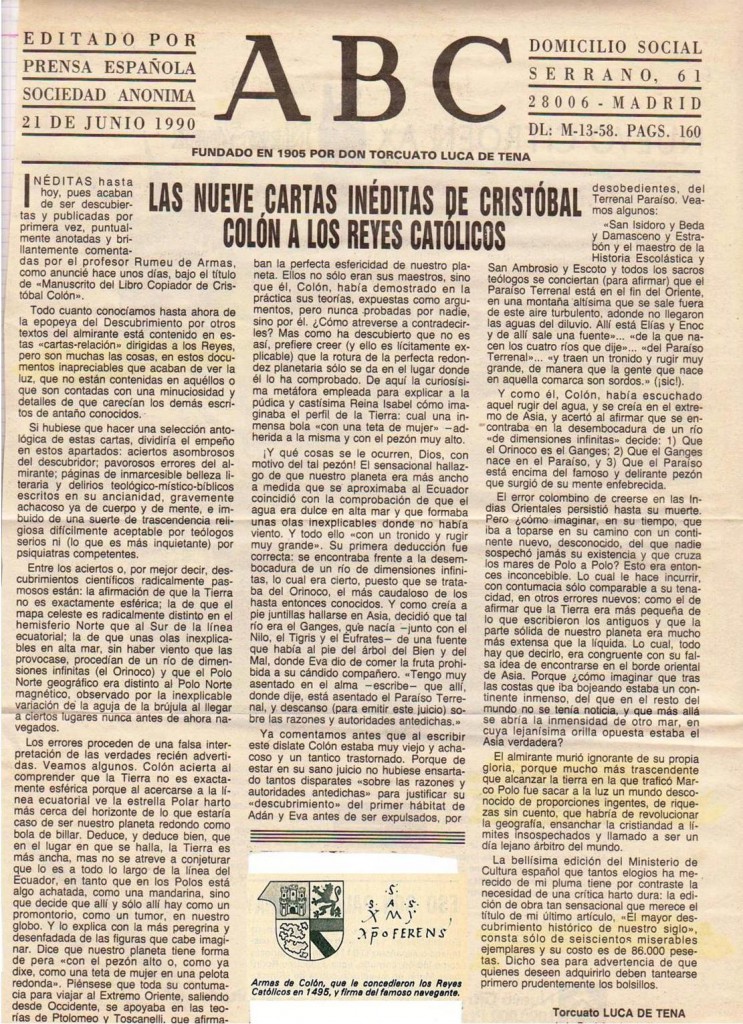 EDITADO POR
PRENSA ESPAÑOLA
SOCIEDAD ANONIMA
21 DE JUNIO 1990
ABC
DOMICILIO SOCIAL
SERRANO, 61
28006 - MADRID
DL: M-13-58. PAGS. 160
FUNDADO EN 1905 POR DON TORCUATO LUCA DE TENA
LAS NUEVE CARTAS INÉDITAS DE CRISTÓBAL
COLÓN A LOS REYES CATÓLICOS
INÉDITAS hasta
hoy, pues acaban
de ser descubier-
tas y publicadas por
primera vez, puntual-
mente anotadas y bri-
llantemente comenta-
das por el profesor Rumeu de Armas,
como anuncié hace unos días, bajo el título
de «Manuscrito del Libro Copiador de Cris-
tóbal Colón».
Todo cuanto conocíamos hasta ahora de
la epopeya del Descubrimiento por otros
textos del almirante está contenido en es-
tas «cartas-relación» dirigidas a los Reyes,
pero son muchas las cosas, en estos docu-
mentos inapreciables que acaban de ver la
luz, que no están contenidas en aquéllos o
que son contadas con una minuciosidad y
detalles de que carecían los demás escri-
tos de antaño conocidos.
Si hubiese que hacer una selección anto-
lógica de estas cartas, dividiría el empeño
en estos apartados: aciertos asombrosos
del descubridor; pavorosos errores del al-
mirante; páginas de inmarcesible belleza li-
teraria y delirios teológico-místico-bíblicos
escritos en su ancianidad, gravemente
achacoso ya de cuerpo y de mente, e im-
buido de una suerte de trascendencia reli-
giosa difícilmente aceptable por teólogos
serios ni (lo que es más inquietante) por
psiquiatras competentes.
Entre los aciertos o, por mejor decir, des-
cubrimientos científicos radicalmente pas-
mosos están: la afirmación de que la Tierra
no es exactamente esférica; la de que el
mapa celeste es radicalmente distinto en el
hemisferio Norte que al Sur de la línea
ecuatorial; la de que unas olas inexplicables
en alta mar, sin haber viento que las
provocase, procedían de un río de dimen-
siones infinitas (el Orinoco) y que el Polo
Norte geográfico era distinto al Polo Norte
magnético, observado por la inexplicable
variación de la aguja de la brújula al llegar
a ciertos lugares nunca antes de ahora na-
vegados.
Los errores proceden de una falsa inter-
pretación de las verdades recién adverti-
das. Veamos algunos. Colón acierta al
comprender que la Tierra no es exacta-
mente esférica porque al acercarse a la lí-
nea ecuatorial ve la estrella Polar harto
más cerca del horizonte de lo que estaría
caso de ser nuestro planeta redondo como
bola de billar. Deduce, y deduce bien, que
en el lugar en que se halla, la Tierra es
más ancha, mas no se atreve a conjeturar
que lo es a todo lo largo de la línea del
Ecuador, en tanto que en los Polos está
algo achatada, como una mandarina, sino
que decide que allí y sólo allí hay como un
promontorio, como un tumor, en nuestro
globo. Y lo explica con la más peregrina y
desenfadada de las figuras que cabe imagi-
nar. Dice que nuestro planeta tiene forma
de pera «con el pezón alto o, como ya
dixe, como una teta de mujer en una pelota
redonda». Piénsese que toda su contuma-
cia para viajar al Extremo Oriente, saliendo
desde Occidente, se apoyaba en las teo-
rías de Ptolomeo y Toscanelli, que afirma-
ban la perfecta esfericidad de nuestro pla-
neta. Ellos no sólo eran sus maestros, sino
que él, Colón, había demostrado en la
práctica sus teorías, expuestas como argu-
mentos, pero nunca probadas por nadie,
sino por él. ¿Cómo atreverse a contradecir-
les? Mas como ha descubierto que no es
así, prefiere creer (y ello es lícitamente ex-
plicable) que la rotura de la perfecta redon-
dez planetaria sólo se da en el lugar donde
él lo ha comprobado. De aquí la curiosísi-
ma metáfora empleada para explicar a la
púdica y castísima Reina Isabel cómo ima-
ginaba el perfil de la Tierra: cual una in-
mensa bola «con una teta de mujer» —ad-
herida a la misma y con el pezón muy alto.
¡Y qué cosas se le ocurren, Dios, con
motivo del tal pezón! El sensacional hallaz-
go de que nuestro planeta era más ancho
a medida que se aproximaba al Ecuador
coincidió con la comprobación de que el
agua era dulce en alta mar y que formaba
unas olas inexplicables donde no había
viento. Y todo ello «con un tronido y rugir
muy grande». Su primera deducción fue
correcta: se encontraba frente a la desem-
bocadura de un río de dimensiones infini-
tas, lo cual era cierto, puesto que se trata-
ba del Orinoco, el más caudaloso de los
hasta entonces conocidos. Y como creía a
pie juntillas hallarse en Asia, decidió que tal
río era el Ganges, que nacía —junto con el
Nilo, el Tigris y el Éufrates— de una fuente
que había al pie del árbol del Bien y del
Mal, donde Eva dio de comer la fruta prohibi-
da a su cándido compañero. «Tengo muy
asentado en el alma —escribe— que allí,
donde dije, está asentado el Paraíso Terre-
nal, y descanso (para emitir este juicio) so-
bre las razones y autoridades antedichas.»
Ya comentamos antes que al escribir
este dislate Colón estaba muy viejo y acha-
coso y un tantico trastornado. Porque de
estar en su sano juicio no hubiese ensarta-
do tantos disparates «sobre las razones y
autoridades antedichas» para justificar su
«descubrimiento» del primer hábitat de
Adán y Eva antes de ser expulsados, por
desobedientes, del
Terrenal Paraíso. Vea-
mos algunos:
«San Isidoro y Beda
y Damasceno y Estra-
bón y el maestro de la
Historia Escolástica y
San Ambrosio y Escoto y todos los sacros
teólogos se conciertan (para afirmar) que el
Paraíso Terrenal está en el fin del Oriente,
en una montaña altísima que se sale fuera
de este aire turbulento, adonde no llegaron
las aguas del diluvio. Allí está Elías y Enoc
y de allí sale una fuente»... «de la que na-
cen los cuatro ríos que dije»... «del Paraíso
Terrenal»... «y traen un tronido y rugir muy
grande, de manera que la gente que nace
en aquella comarca son sordos.» (¡sic!).
Y como él, Colón, había escuchado
aquel rugir del agua, y se creía en el extre-
mo de Asia, y acertó al afirmar que se en-
contraba en la desembocadura de un río
«de dimensiones infinitas» decide: 1) Que
el Orinoco es el Ganges; 2) Que el Ganges
nace en el Paraíso, y 3) Que el Paraíso
está encima del famoso y delirante pezón
que surgió de su mente enfebrecida.
El error colombino de creerse en las In-
dias Orientales persistió hasta su muerte.
Pero ¿cómo imaginar, en su tiempo, que
iba a toparse en su camino con un conti-
nente nuevo, desconocido, del que nadie
sospechó jamás su existencia y que cruza
los mares de Polo a Polo? Esto era enton-
ces inconcebible. Lo cual le hace incurrir,
con contumacia sólo comparable a su tena-
cidad, en otros errores nuevos: como el de
afirmar que la Tierra era más pequeña de
lo que escribieron los antiguos y que la
parte sólida de nuestro planeta era mucho
más extensa que la líquida. Lo cual, todo
hay que decirlo, era congruente con su fal-
sa idea de encontrarse en el borde oriental
de Asia. Porque ¿cómo imaginar que tras
las costas que iba bojeando estaba un con-
tinente inmenso, del que en el resto del
mundo no se tenía noticia, y que más allá
se abría la inmensidad de otro mar, en
cuya lejanísima orilla opuesta estaba el
Asia verdadera?
El almirante murió ignorante de su propia
gloria, porque mucho más trascendente
que alcanzar la tierra en la que traficó Mar-
co Polo fue sacar a la luz un mundo desco-
nocido de proporciones ingentes, de rique-
zas sin cuento, que habría de revolucionar
la geografía, ensanchar la cristiandad a lí-
mites insospechados y llamado a ser un
día lejano árbitro del mundo.
La bellísima edición del Ministerio de
Cultura español que tantos elogios ha me-
recido de mi pluma tiene por contraste la
necesidad de una crítica harto dura: la edi-
ción de obra tan sensacional que merece el
título de mi último artículo, «El mayor des-
cubrimiento histórico de nuestro siglo»,
consta sólo de seiscientos miserables
ejemplares y su costo es de 86.000 pese-
tas. Dicho sea para advertencia de que
quienes deseen adquirirlo deben tantearse
primero prudentemente los bolsillos.
Torcuato LUCA DE TENA
.S.
.S. A .S.
X M Y
Xpo FERENS
Armas de Colón, que le concedieron los Reyes
Católicos en 1495, y firma del famoso navegante.